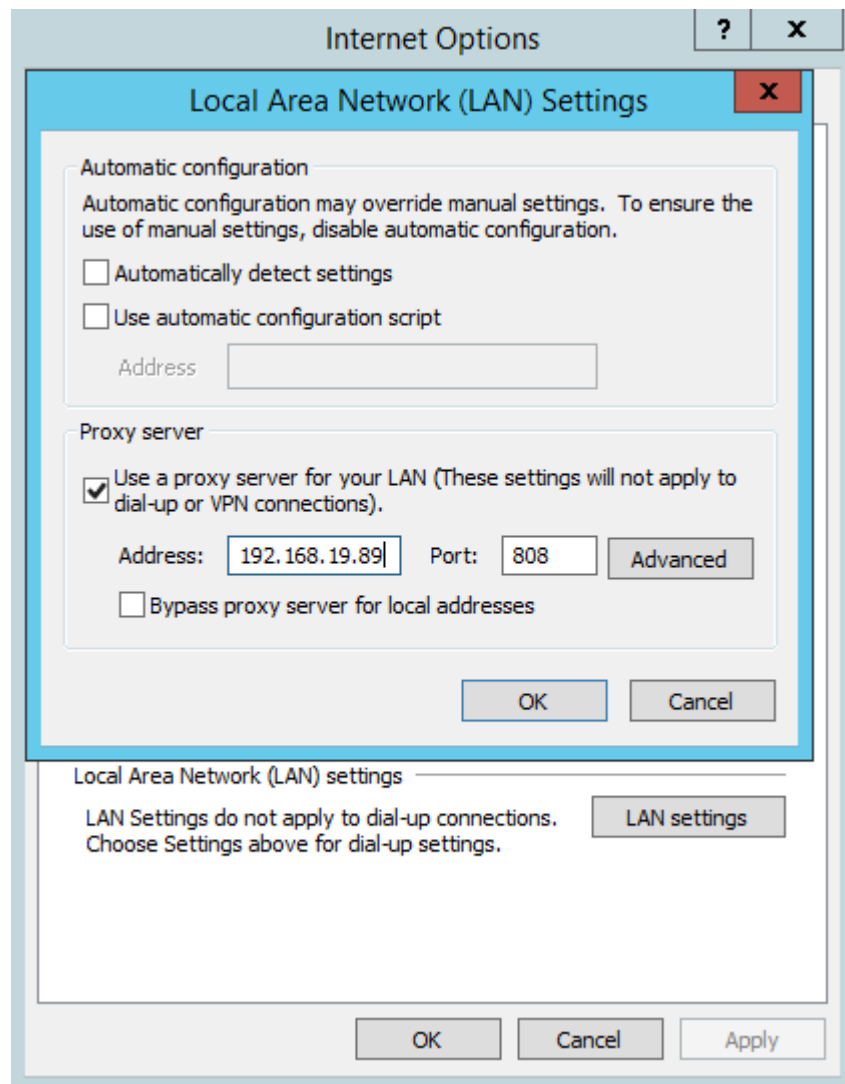 Internet Options
?
x
Local Area Network (LAN) Settings
x
Automatic configuration
Automatic configuration may override manual settings. To ensure the
use of manual settings, disable automatic configuration.
Automatically detect settings
Use automatic configuration script
Address
Proxy server
Use a proxy server for your LAN (These settings will not apply to
dial-up or VPN connections).
Address: 192.168.19.89 Port: 808 Advanced
Bypass proxy server for local addresses
OK Cancel
Local Area Network (LAN) settings
LAN Settings do not apply to dial-up connections.
Choose Settings above for dial-up settings.
LAN settings
OK Cancel Apply